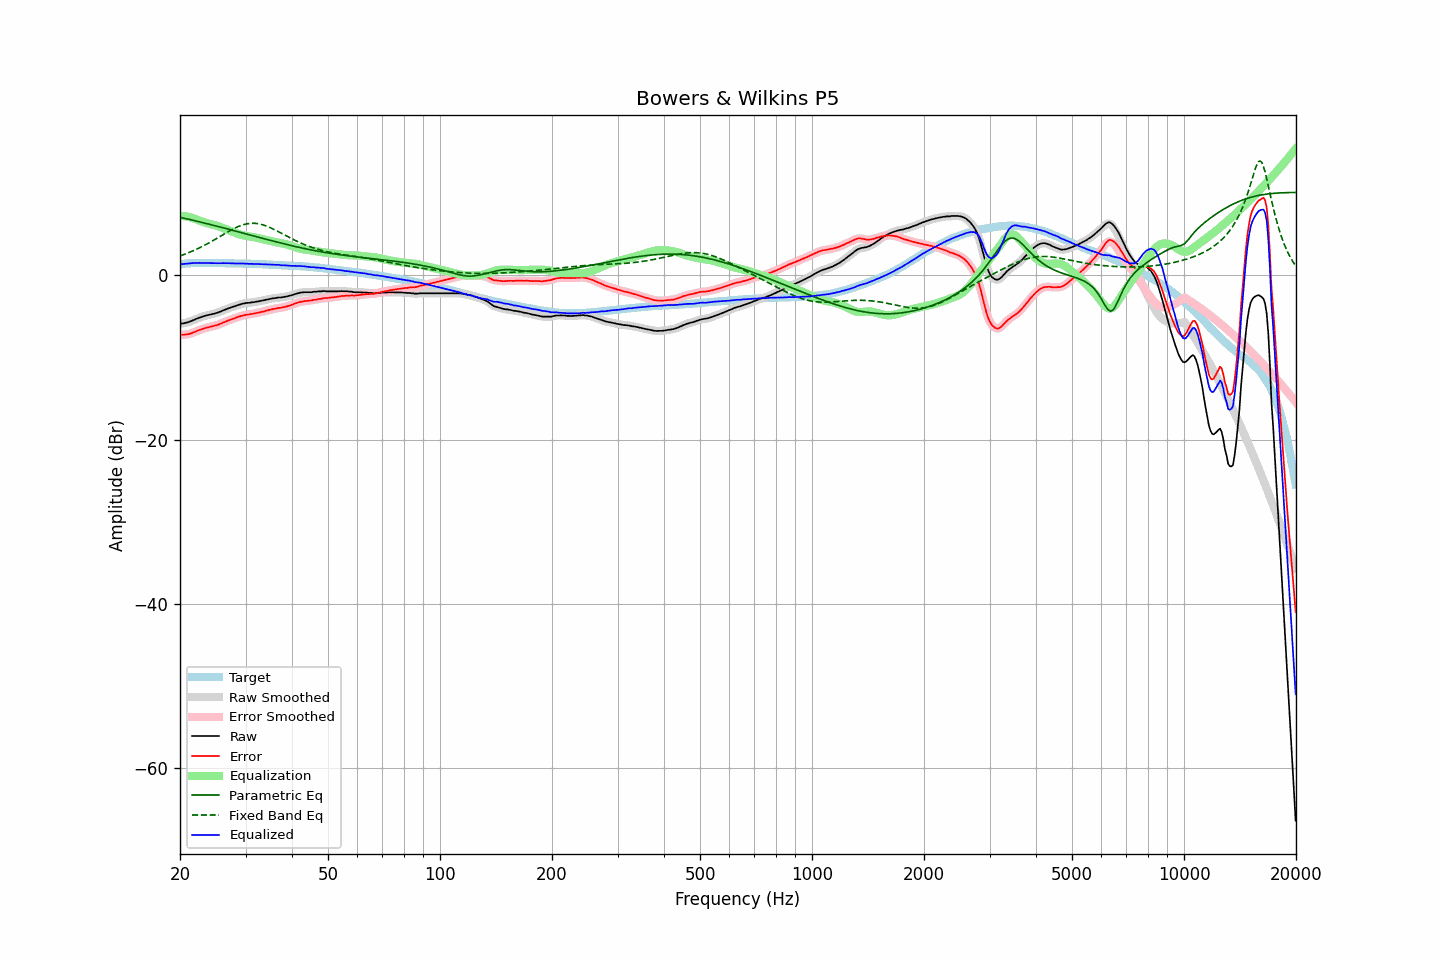 Bowers & Wilkins P5
Amplitude (dBr)
0
−20
−40
−60
Target
Raw Smoothed
Error Smoothed
Raw
Error
Equalization
Parametric Eq
Fixed Band Eq
Equalized
20 50 100 200 500 1000 2000 5000 10000 20000
Frequency (Hz)